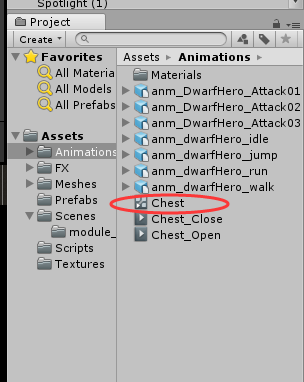 Spotlight (1)
Project
Create
Favorites
All Materia
All Models
All Prefabs
Assets
Animations
FX
Meshes
Prefabs
Scenes
module_
Scripts
Textures
Assets ▸ Animations ▸
Materials
anm_DwarfHero_Attack01
anm_DwarfHero_Attack02
anm_DwarfHero_Attack03
anm_dwarfHero_idle
anm_dwarfHero_jump
anm_dwarfHero_run
anm_dwarfHero_walk
Chest
Chest_Close
Chest_Open